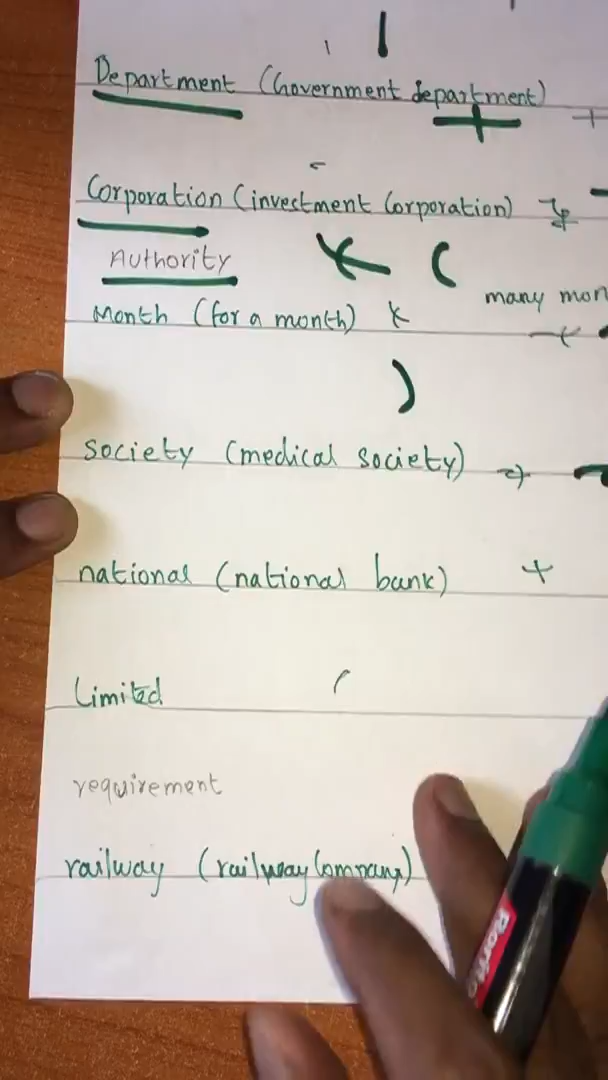 Department (Government department)
Corporation (investment Corporation)
Authority
many mon
Month (for a month)
society (medical society)
national (national bank)
Limited
requirement
railway (railway Company)